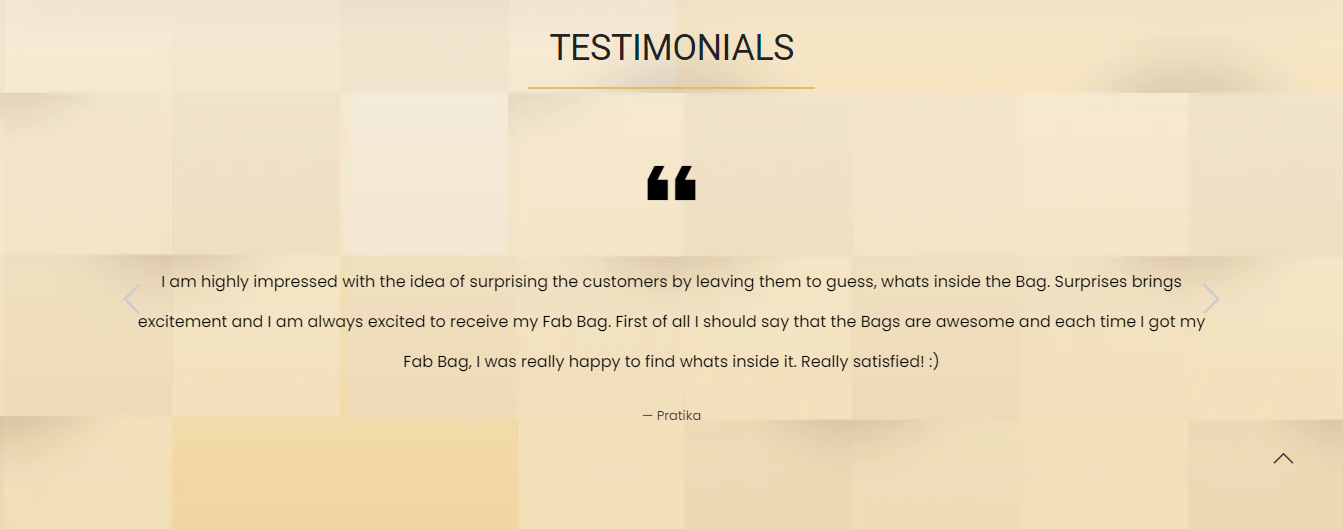 TESTIMONIALS
❝
I am highly impressed with the idea of surprising the customers by leaving them to guess, whats inside the Bag. Surprises brings
excitement and I am always excited to receive my Fab Bag. First of all I should say that the Bags are awesome and each time I got my
Fab Bag, I was really happy to find whats inside it. Really satisfied! :)
— Pratika